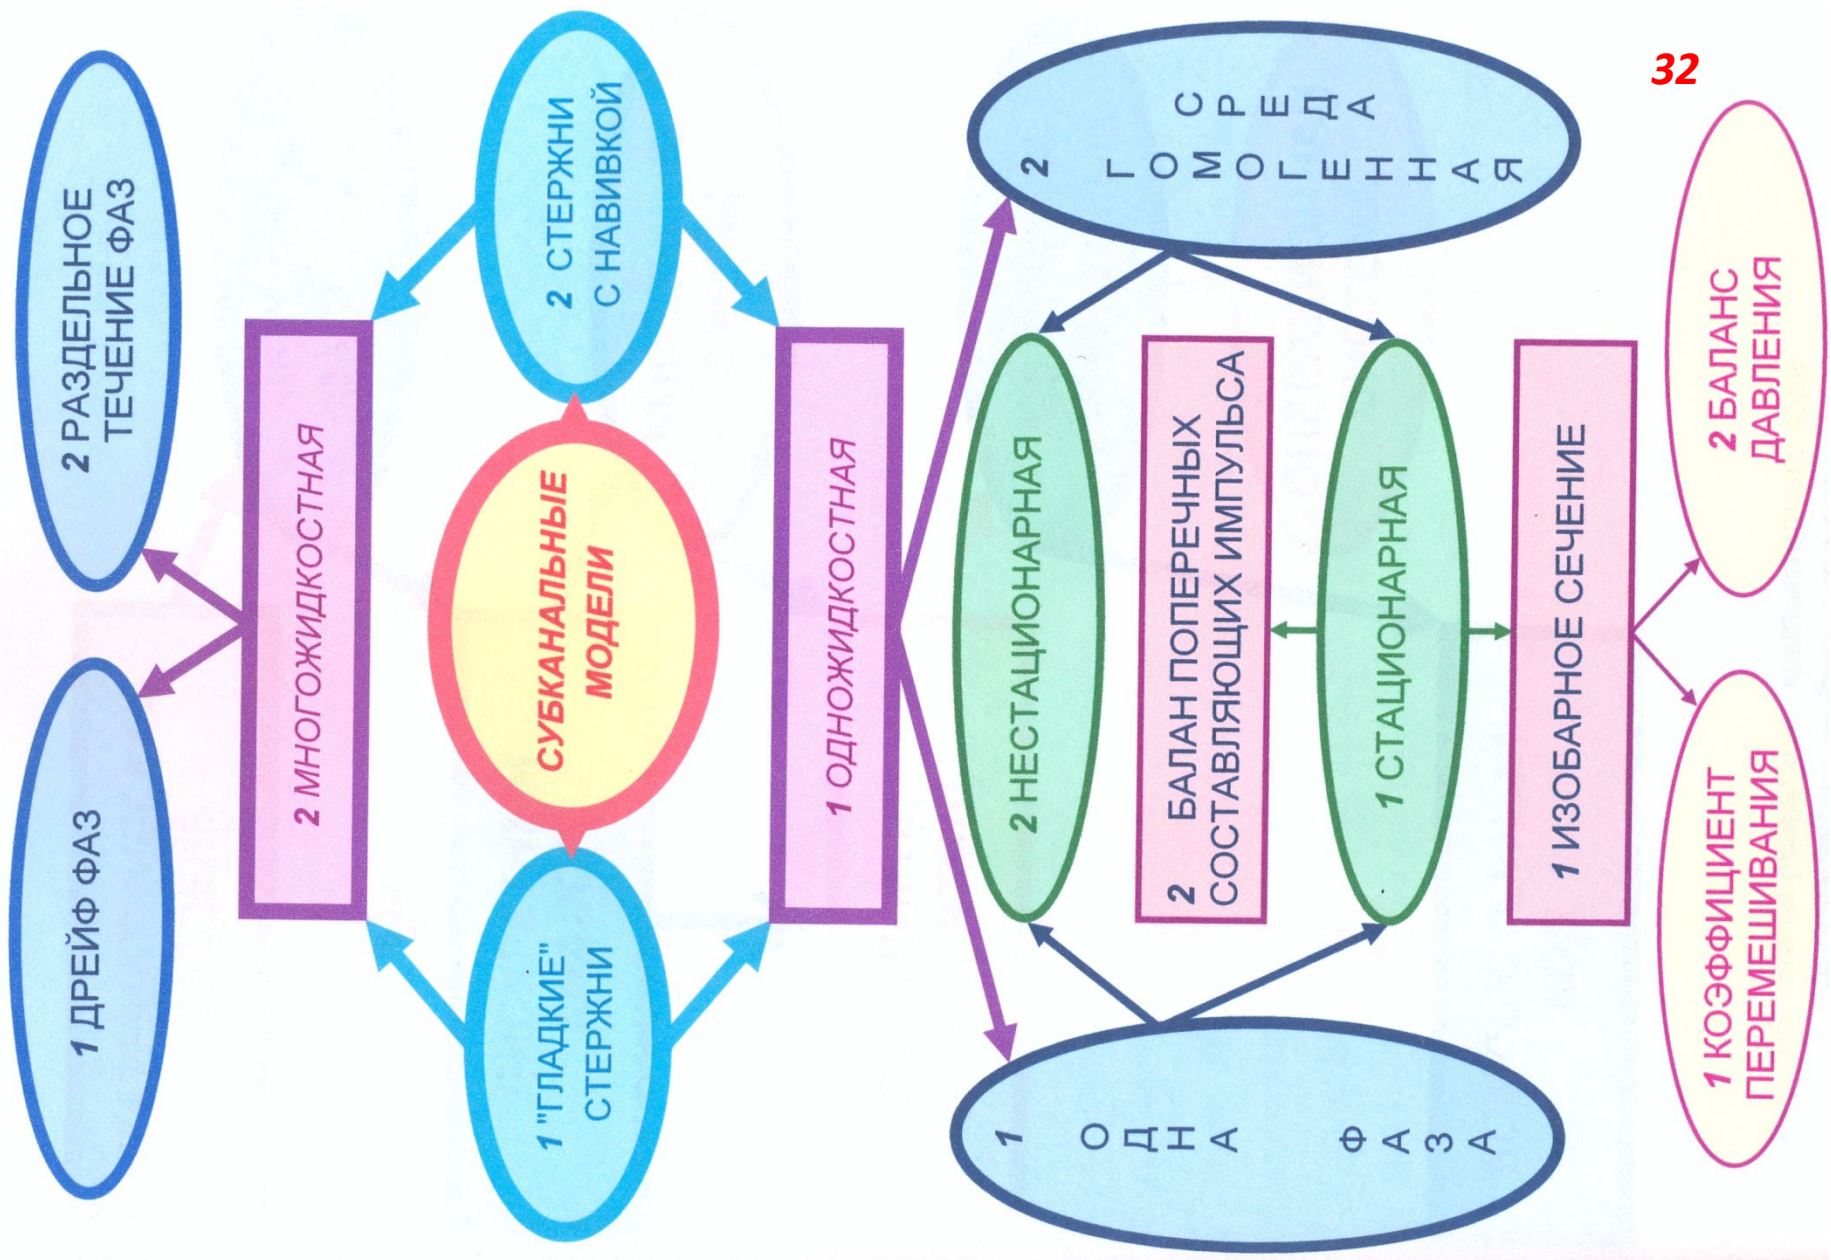 32
1 ДРЕЙФ ФАЗ
2 РАЗДЕЛЬНОЕ
ТЕЧЕНИЕ ФАЗ
2 МНОГОЖИДКОСТНАЯ
1 "ГЛАДКИЕ"
СТЕРЖНИ
СУБКАНАЛЬНЫЕ
МОДЕЛИ
2 СТЕРЖНИ
С НАВИВКОЙ
1 ОДНОЖИДКОСТНАЯ
1
ОДНА ФАЗА
2 НЕСТАЦИОНАРНАЯ
2 БАЛАН ПОПЕРЕЧНЫХ
СОСТАВЛЯЮЩИХ ИМПУЛЬСА
1 СТАЦИОНАРНАЯ
2
ГОМОГЕННАЯ
СРЕДА
1 ИЗОБАРНОЕ СЕЧЕНИЕ
1 КОЭФФИЦИЕНТ
ПЕРЕМЕШИВАНИЯ
2 БАЛАНС
ДАВЛЕНИЯ